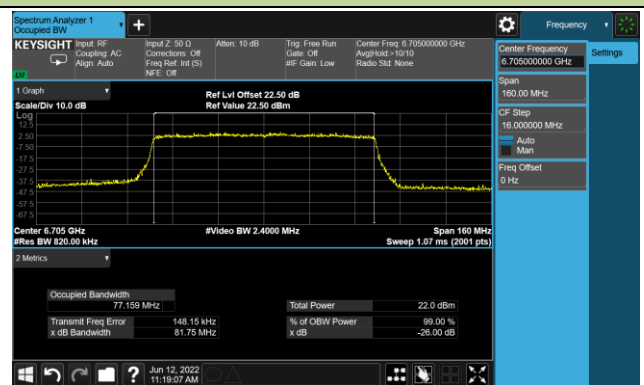 Spectrum Analyzer 1
Occupied BW
Frequency
KEYSIGHT
Input: RF
Coupling: AC
Align: Auto
Input Z: 50 Ω
Corrections: Off
Freq Ref: Int (S)
NFE: Off
Atten: 10 dB
Trig: Free Run
Gate: Off
#IF Gain: Low
Center Freq: 6.705000000 GHz
Avg|Hold:>10/10
Radio Std: None
1 Graph
Scale/Div 10.0 dB
Ref Lvl Offset 22.50 dB
Ref Value 22.50 dBm
Log
12.5
2.50
-7.50
-17.5
-27.5
-37.5
-47.5
-57.5
-67.5
Center 6.705 GHz
#Res BW 820.00 kHz
#Video BW 2.4000 MHz
Span 160 MHz
Sweep 1.07 ms (2001 pts)
2 Metrics
Occupied Bandwidth
77.159 MHz
Total Power 22.0 dBm
Transmit Freq Error 148.15 kHz
% of OBW Power 99.00 %
x dB Bandwidth 81.75 MHz
x dB -26.00 dB
Jun 12, 2022
11:19:07 AM
Center Frequency
6.705000000 GHz
Settings
Span
160.00 MHz
CF Step
16.000000 MHz
Auto
Man
Freq Offset
0 Hz